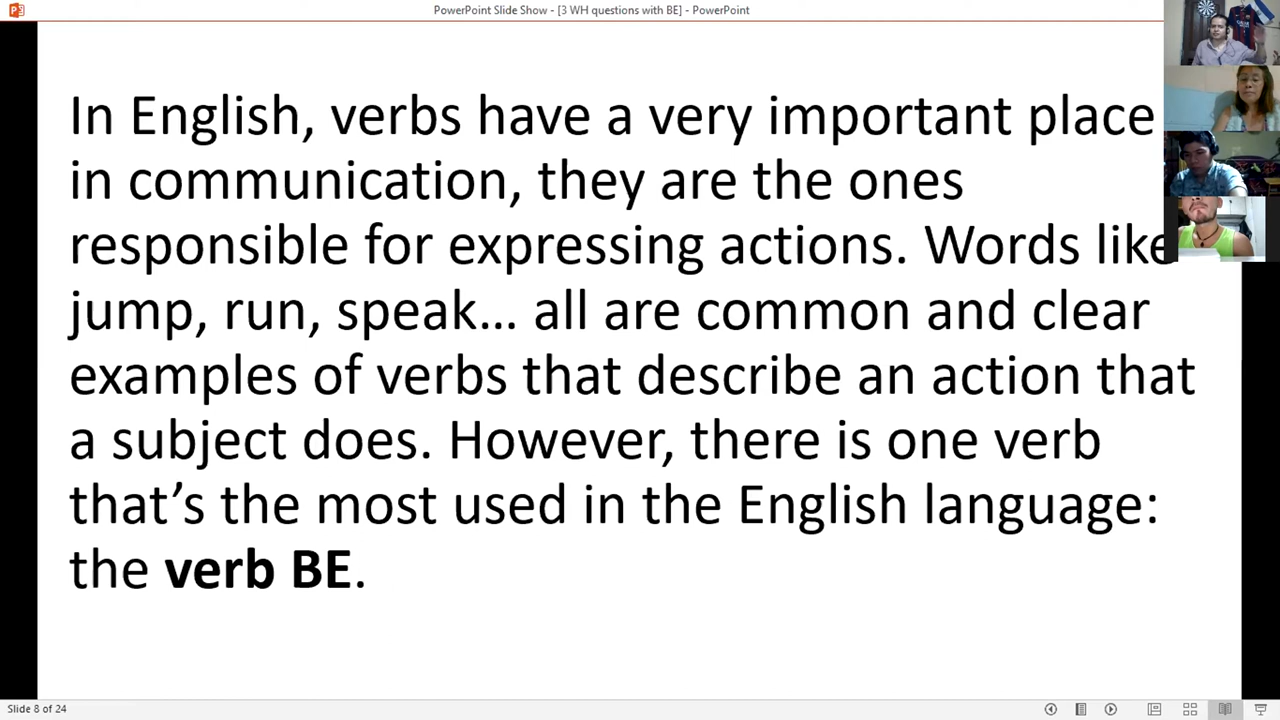 PowerPoint Slide Show - [3 WH questions with BE] - PowerPoint
In English, verbs have a very important place
in communication, they are the ones
responsible for expressing actions. Words like
jump, run, speak… all are common and clear
examples of verbs that describe an action that
a subject does. However, there is one verb
that’s the most used in the English language:
the verb BE.
Slide 8 of 24